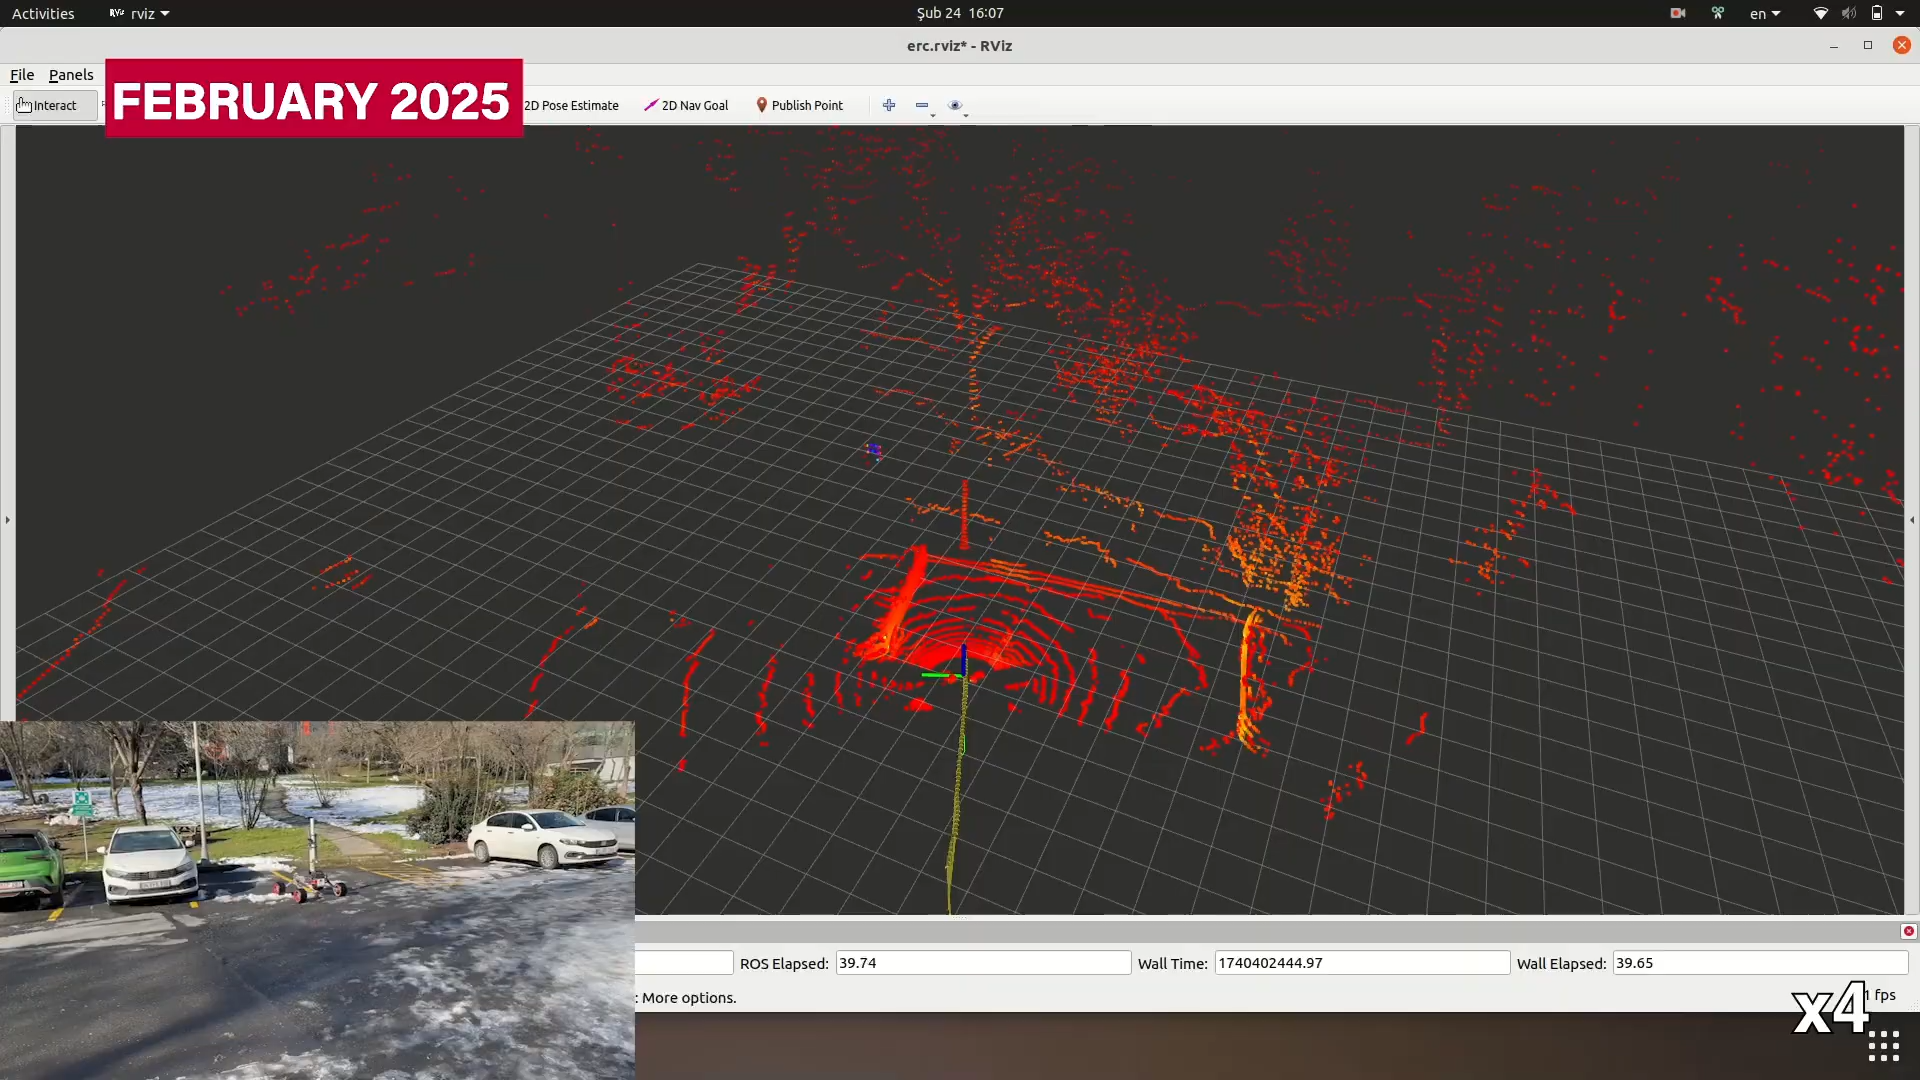 Activities
rviz
Şub 24 16:07
en
erc.rviz* - RViz
File
Panels
FEBRUARY 2025
Interact
2D Pose Estimate
2D Nav Goal
Publish Point
ROS Elapsed:
39.74
Wall Time:
1740402444.97
Wall Elapsed:
39.65
: More options.
fps
x4